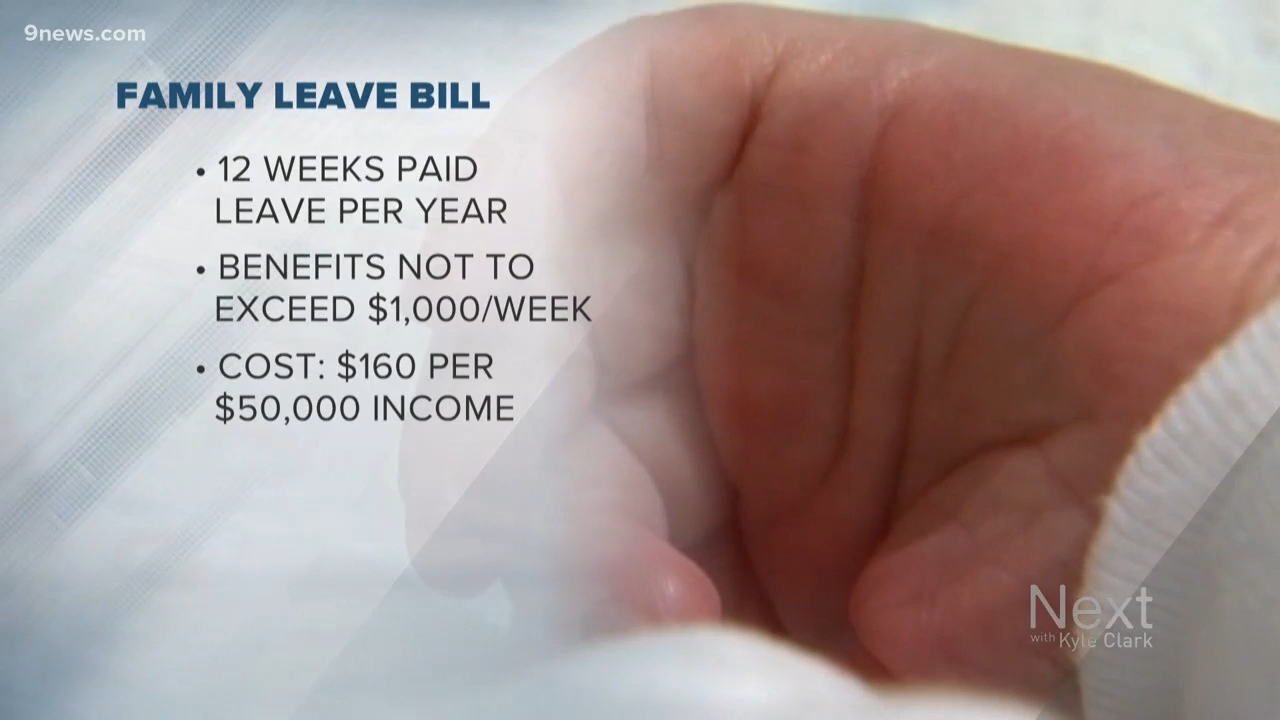 9news.com
FAMILY LEAVE BILL
• 12 WEEKS PAID
LEAVE PER YEAR
• BENEFITS NOT TO
EXCEED $1,000/WEEK
• COST: $160 PER
$50,000 INCOME
Next
with Kyle Clark